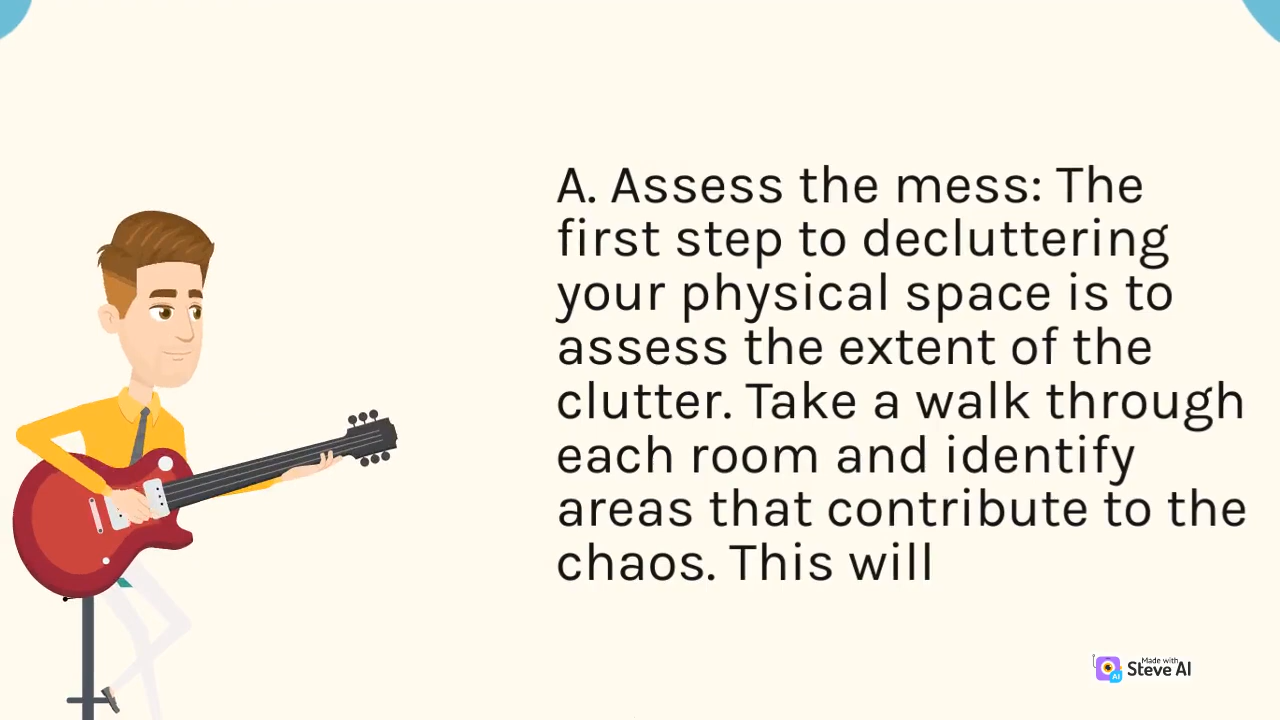 A. Assess the mess: The
first step to decluttering
your physical space is to
assess the extent of the
clutter. Take a walk through
each room and identify
areas that contribute to the
chaos. This will
Made with
Steve AI
AI